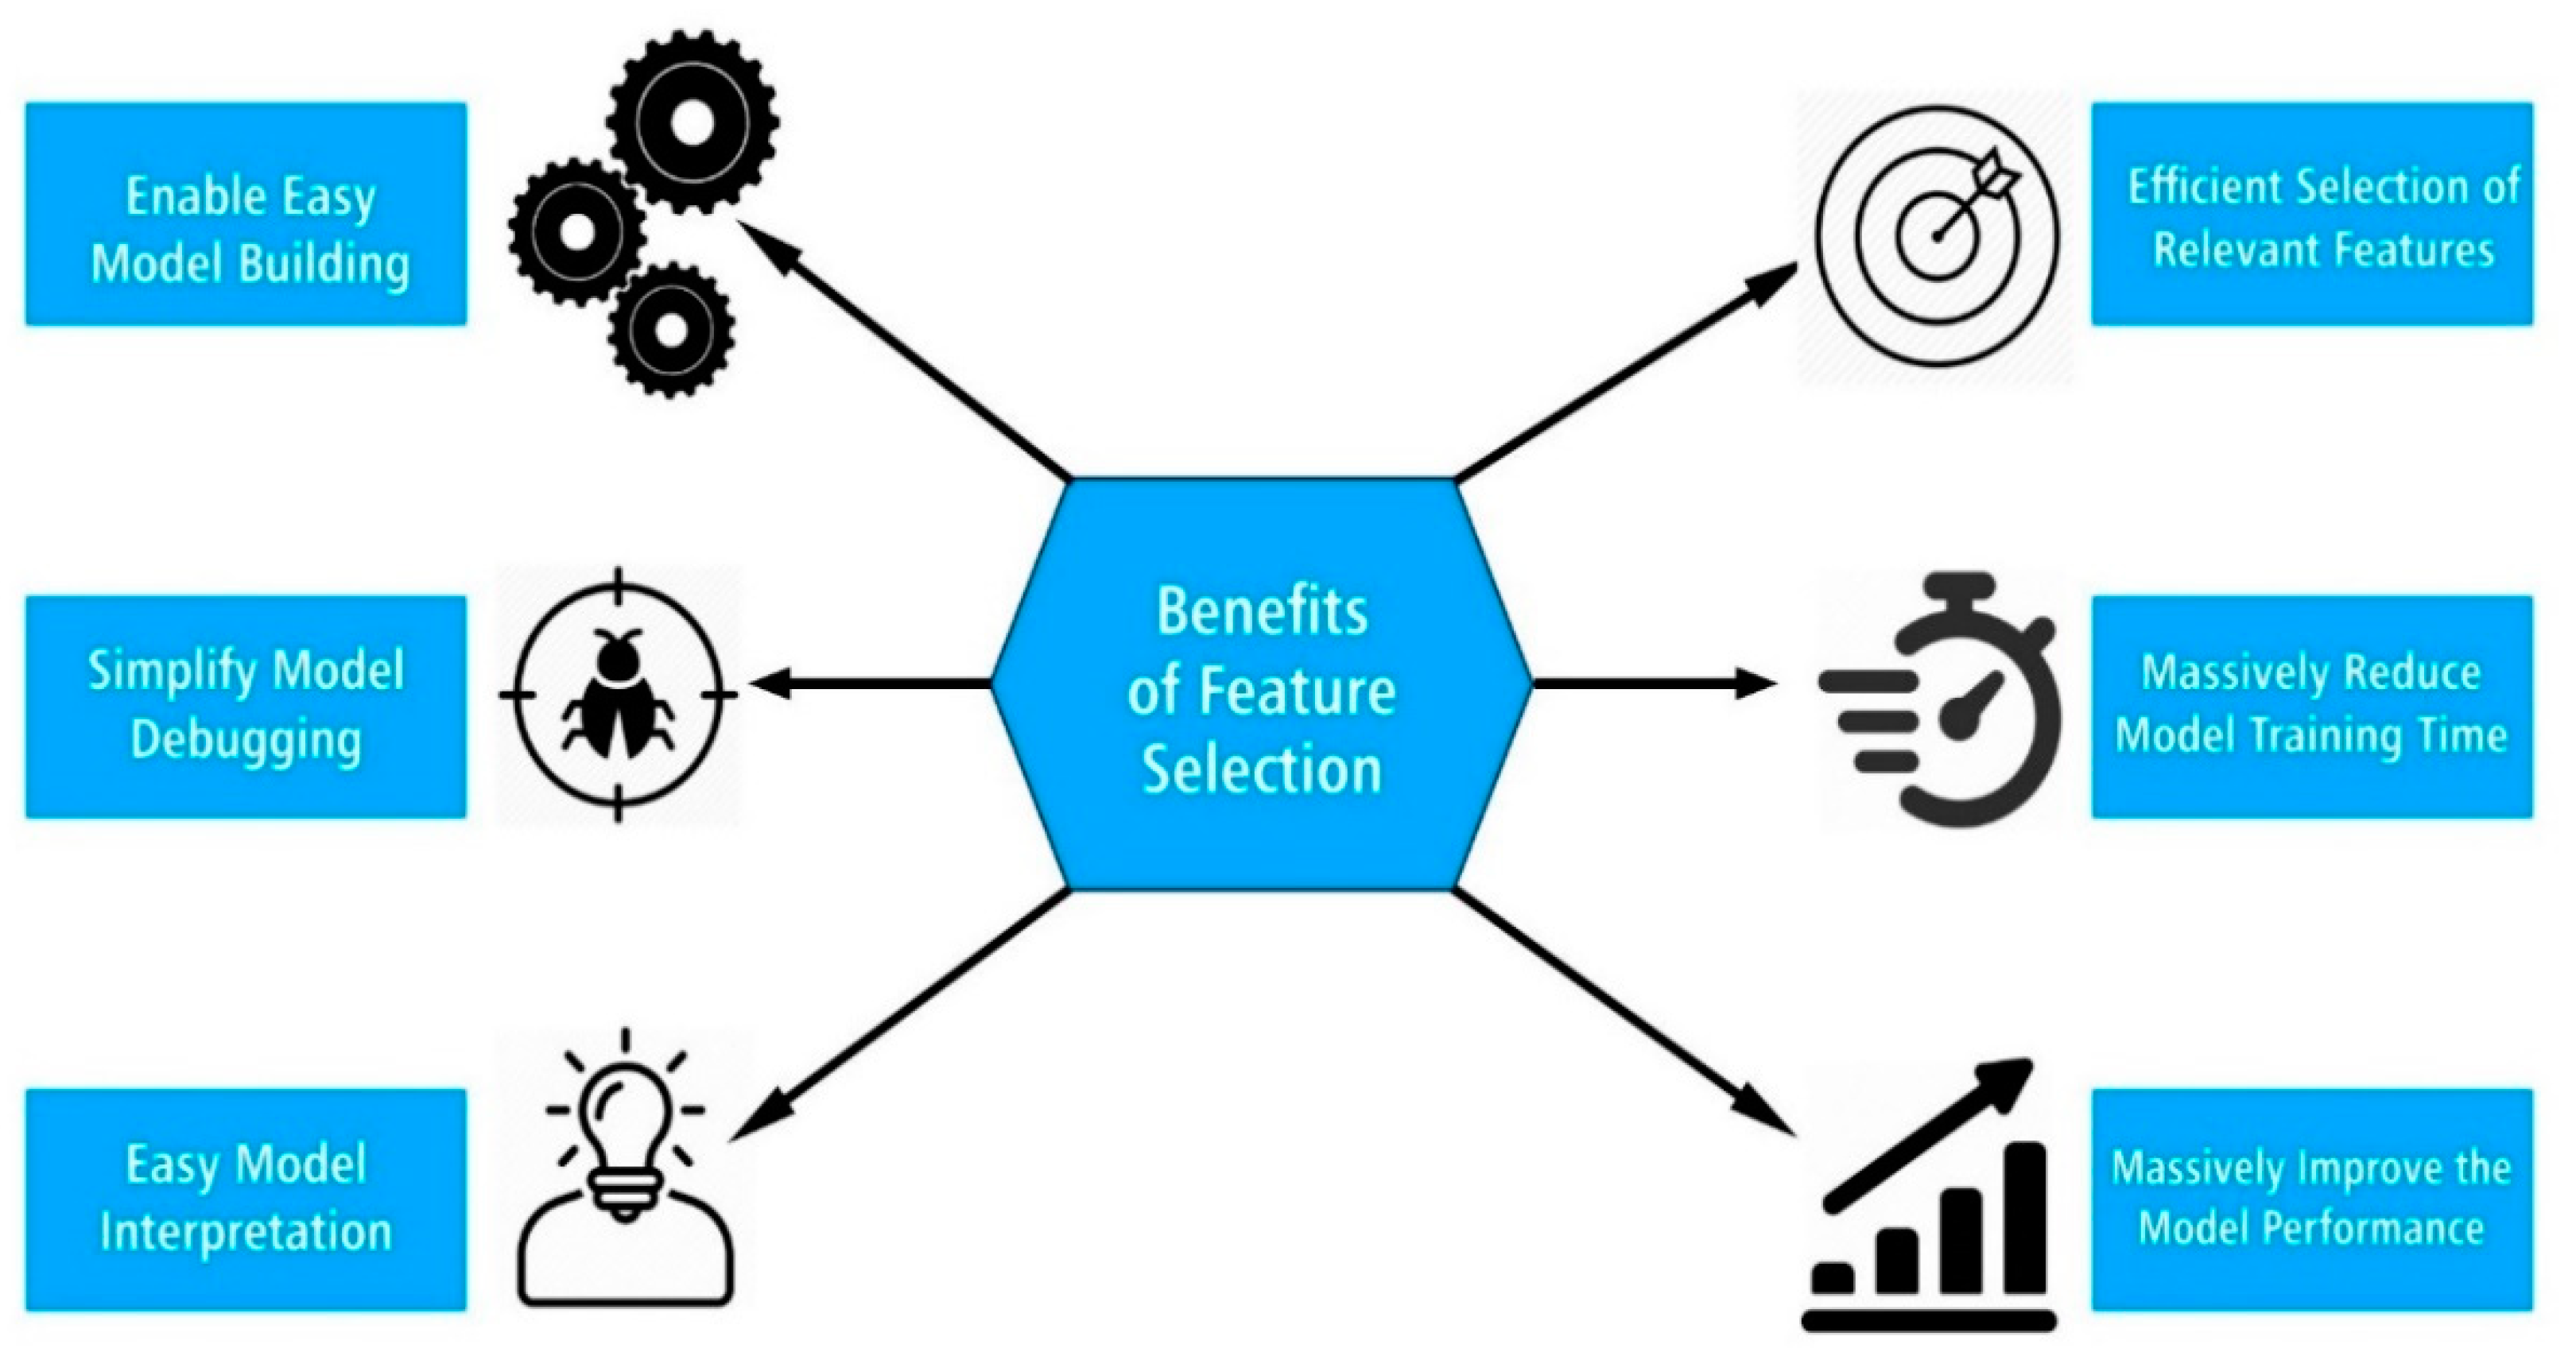 Enable Easy
Model Building
Efficient Selection of
Relevant Features
Benefits
of Feature
Selection
Simplify Model
Debugging
Massively Reduce
Model Training Time
Easy Model
Interpretation
Massively Improve the
Model Performance